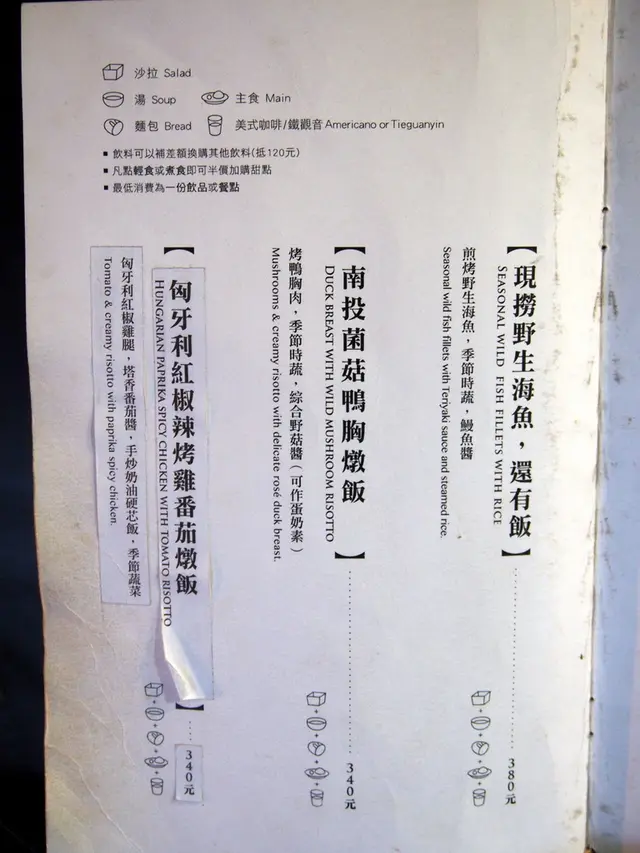 沙拉 Salad
湯 Soup 主食 Main
麵包 Bread 美式咖啡/鐵觀音 Americano or Tieguanyin
▪ 飲料可以補差額換購其他飲料(抵120元)
▪ 凡點輕食或煮食即可半價加購甜點
▪ 最低消費為一份飲品或餐點
【現撈野生海魚，還有飯】 380元
SEASONAL WILD FISH FILLETS WITH RICE
煎烤野生海魚，季節時蔬，鰻魚醬
Seasonal wild fish fillets with Teriyaki sauce and steamed rice.
【南投菌菇鴨胸燉飯】 340元
DUCK BREAST WITH WILD MUSHROOM RISOTTO
烤鴨胸肉，季節時蔬，綜合野菇醬（可作蛋奶素）
Mushrooms & creamy risotto with delicate rosé duck breast.
【匈牙利紅椒辣烤雞番茄燉飯】 340元
HUNGARIAN PAPRIKA SPICY CHICKEN WITH TOMATO RISOTTO
匈牙利紅椒雞腿，塔香番茄醬，手炒奶油硬芯飯，季節蔬菜
Tomato & creamy risotto with paprika spicy chicken.